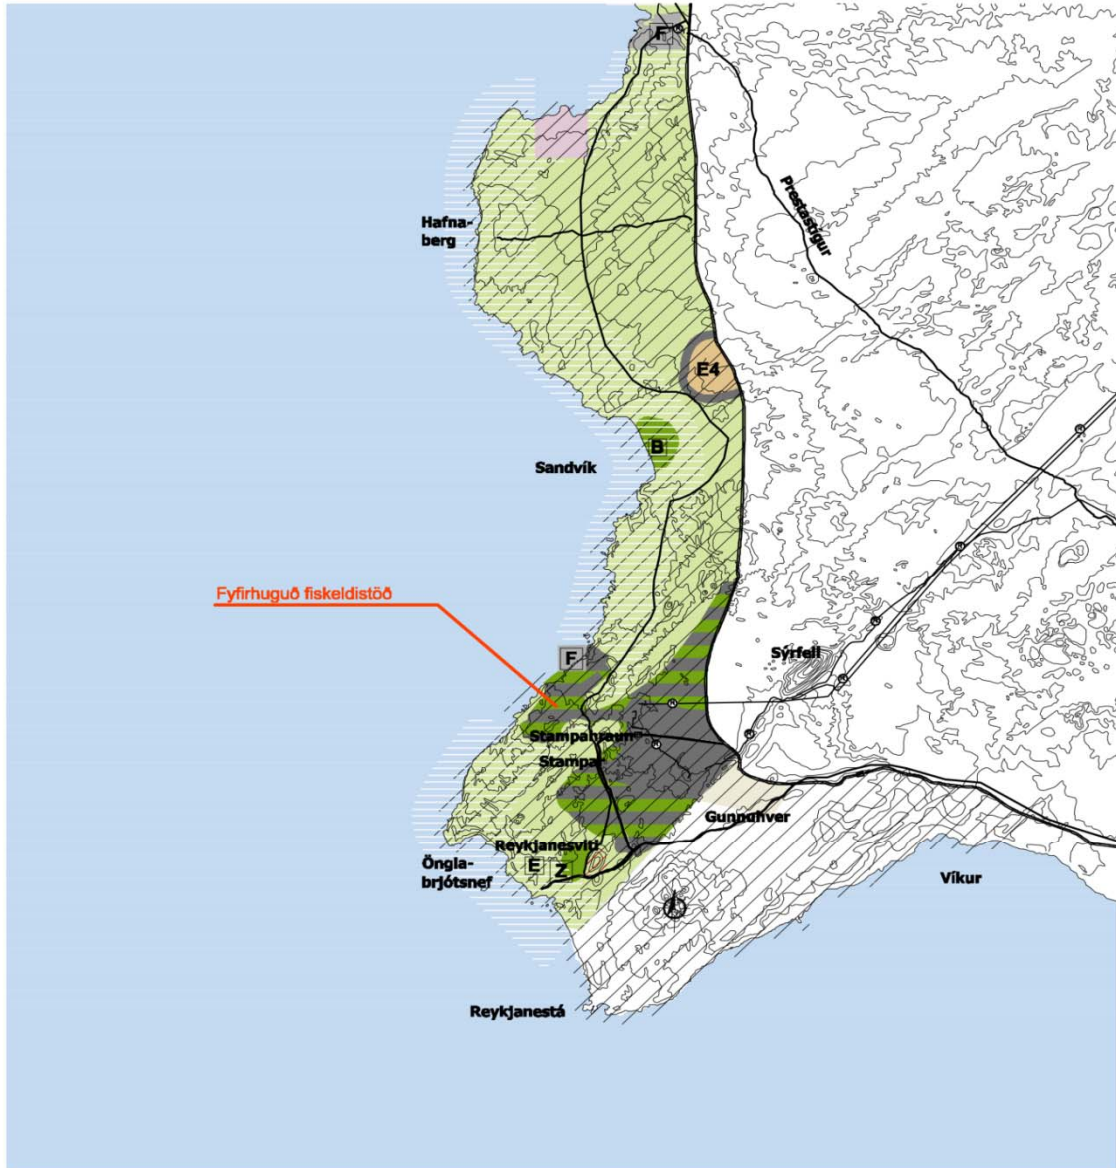 F
Prestastígur
Hafna-
berg
E4
B
Sandvík
Fyfirhuguð fiskeldistöð
F
Sýrfell
Stampahraun
Stampar
Gunnuhver
Reykjanesviti
E
Z
Öngla-
brjótsnef
Víkur
Reykjanestá